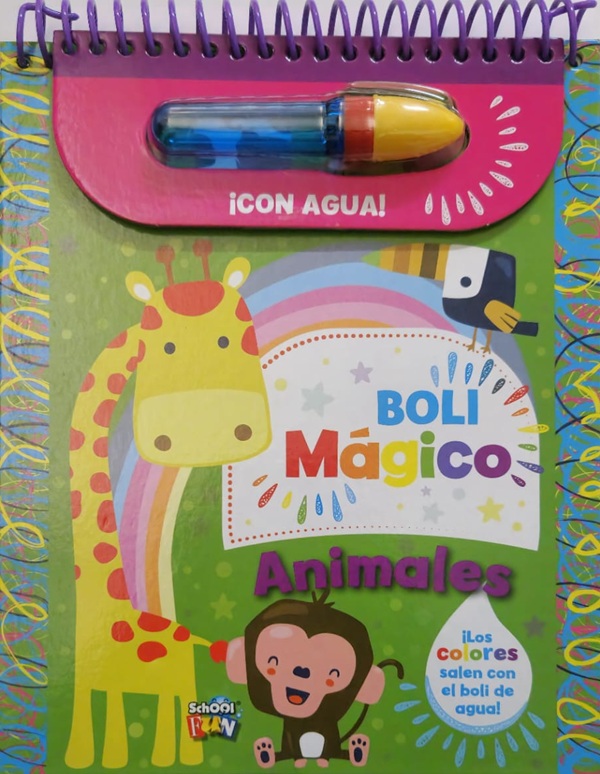 ¡CON AGUA!
BOLI
Mágico
Animales
¡Los
colores
salen con
el boli de
agua!
SCHOOL
FUN